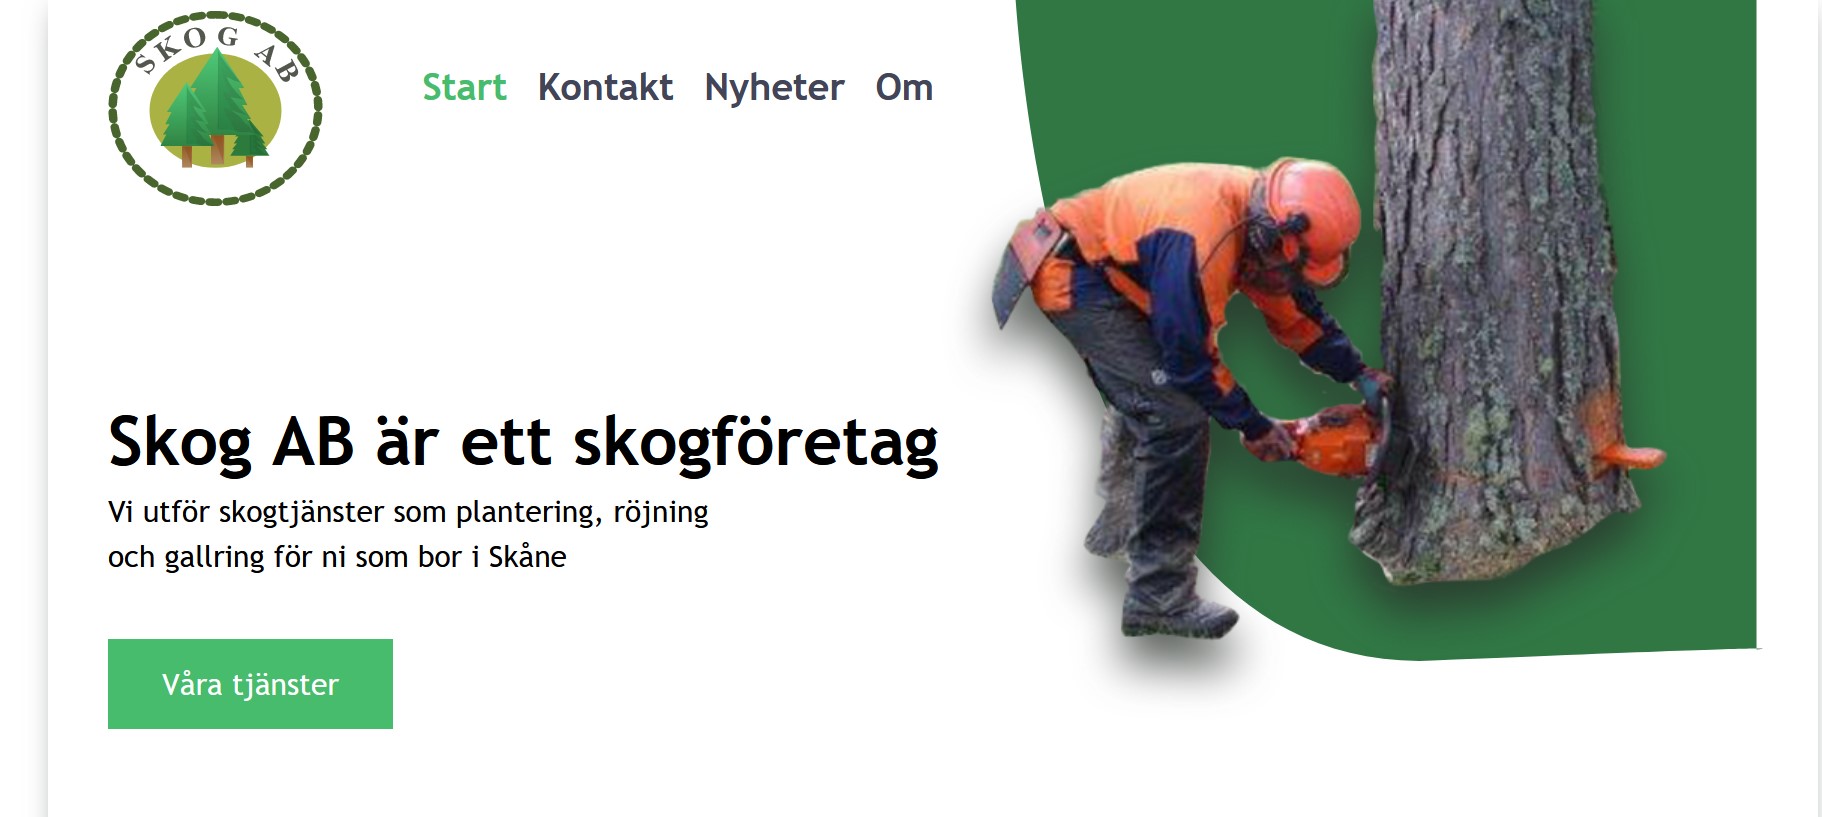 SKOG AB
Start Kontakt Nyheter Om
Skog AB är ett skogföretag
Vi utför skogtjänster som plantering, röjning
och gallring för ni som bor i Skåne
Våra tjänster